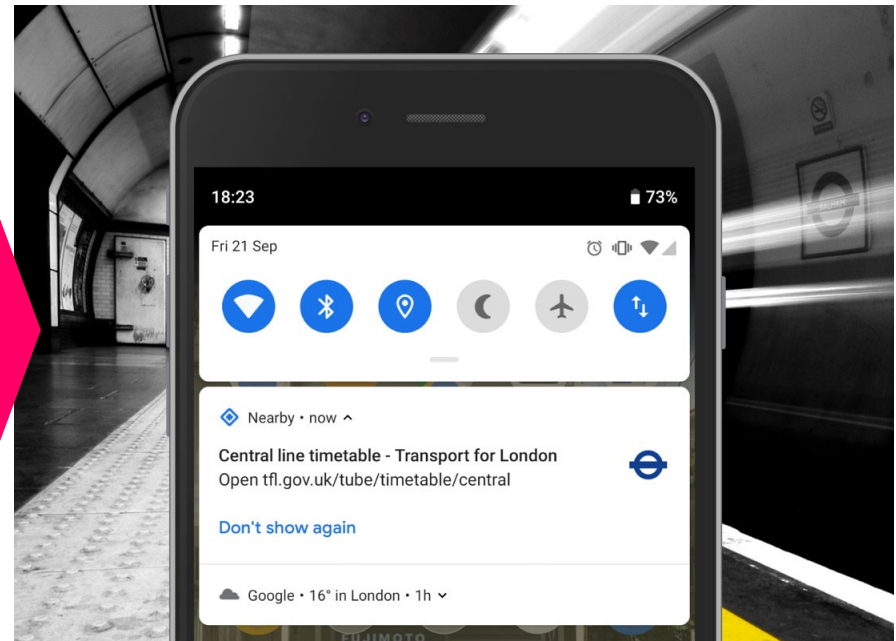 18:23
73%
Fri 21 Sep
Nearby • now
Central line timetable - Transport for London
Open tfl.gov.uk/tube/timetable/central
Don't show again
Google • 16° in London • 1h
FUJIMOTO